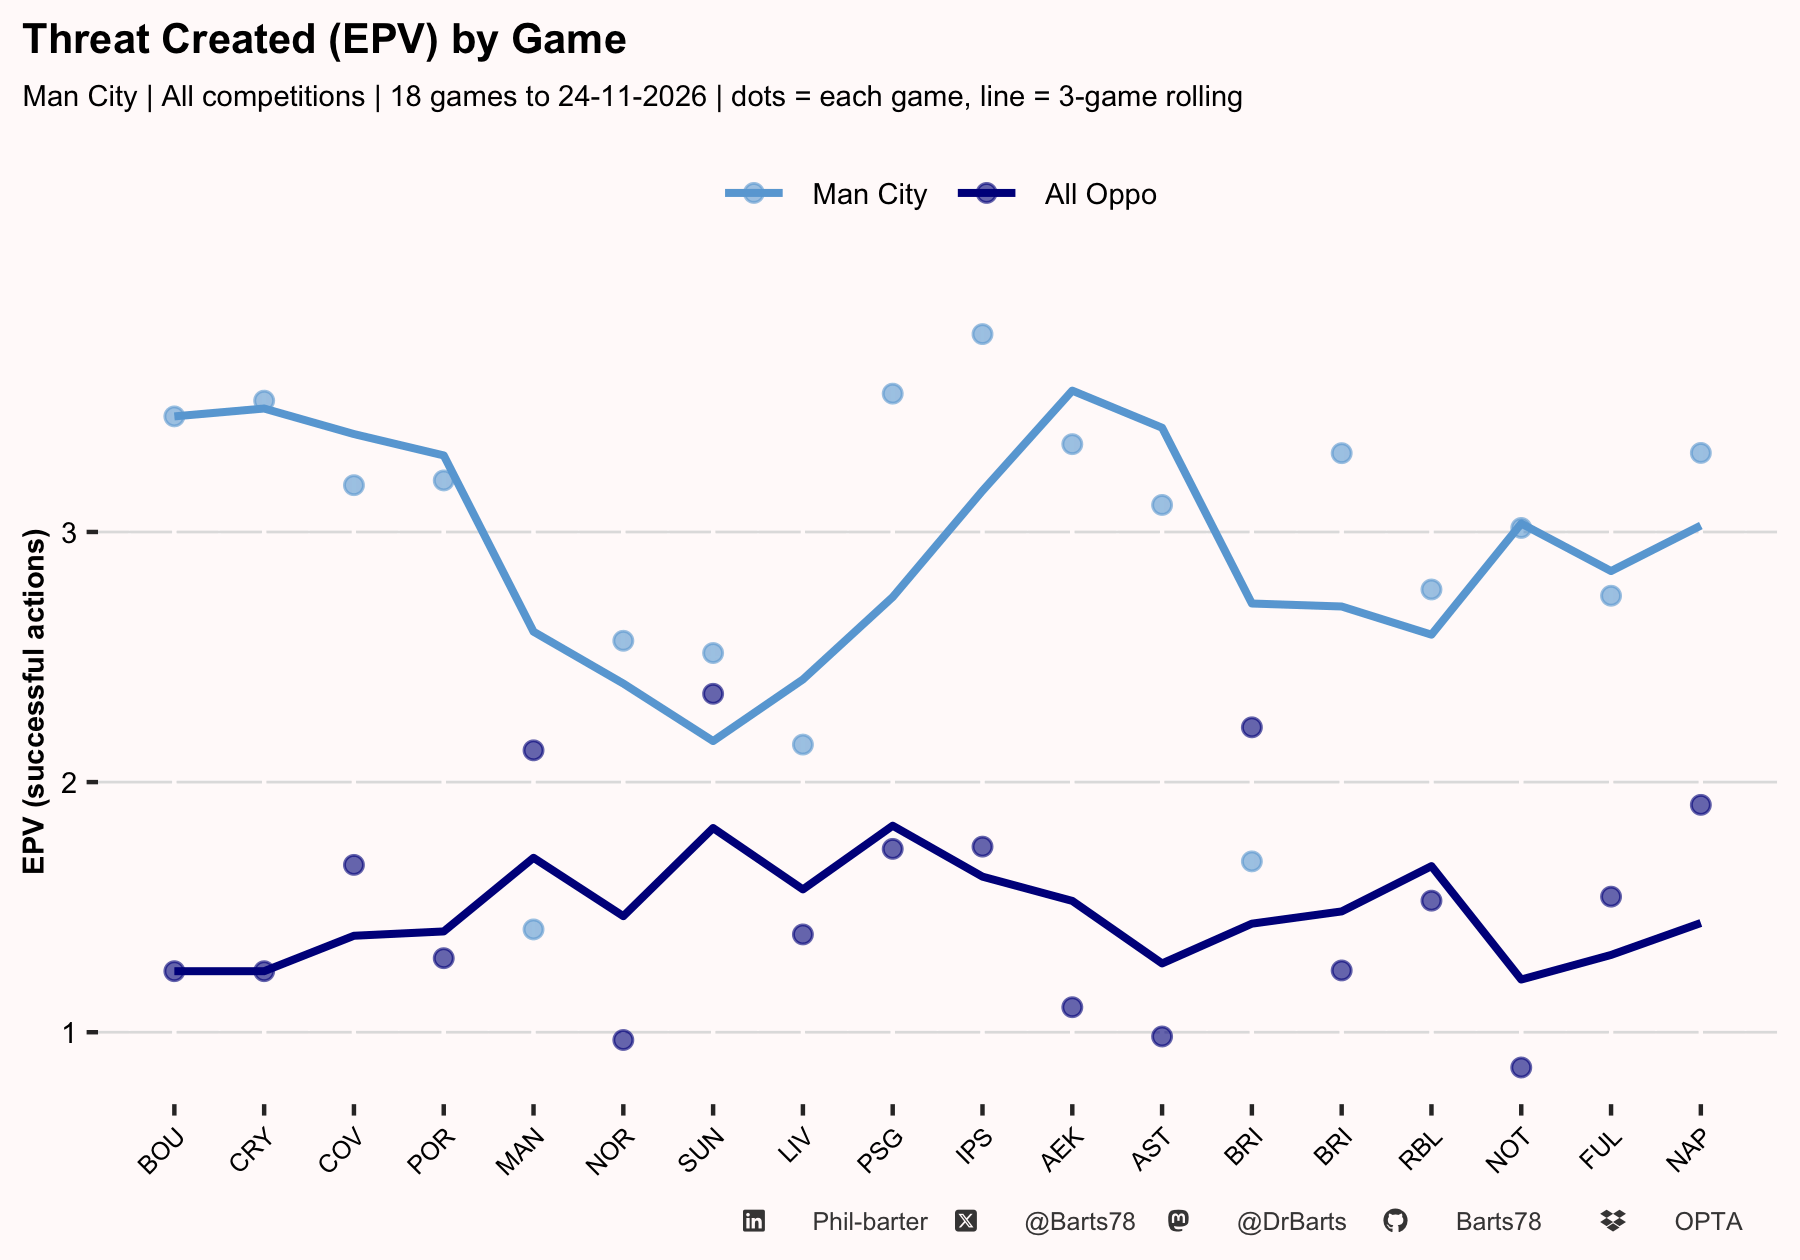 Threat Created (EPV) by Game
Man City | All competitions | 18 games to 24-11-2026 | dots = each game, line = 3-game rolling
Man City All Oppo
EPV (successful actions)
3
2
1
BOU CRY COV POR MAN NOR SUN LIV PSG IPS AEK AST BRI BRI RBL NOT FUL NAP
Phil-barter @Barts78 @DrBarts Barts78 OPTA